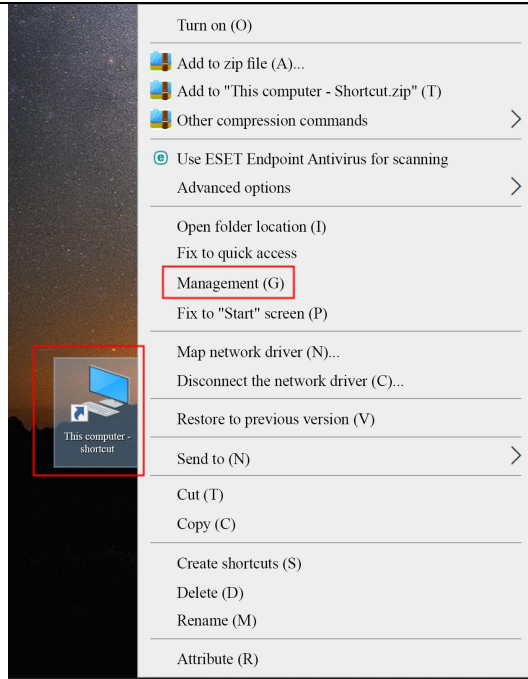 Turn on (O)
Add to zip file (A)...
Add to "This computer - Shortcut.zip" (T)
Other compression commands
Use ESET Endpoint Antivirus for scanning
Advanced options
Open folder location (I)
Fix to quick access
Management (G)
Fix to "Start" screen (P)
Map network driver (N)...
Disconnect the network driver (C)...
Restore to previous version (V)
Send to (N)
Cut (T)
Copy (C)
Create shortcuts (S)
Delete (D)
Rename (M)
Attribute (R)
This computer -
shortcut